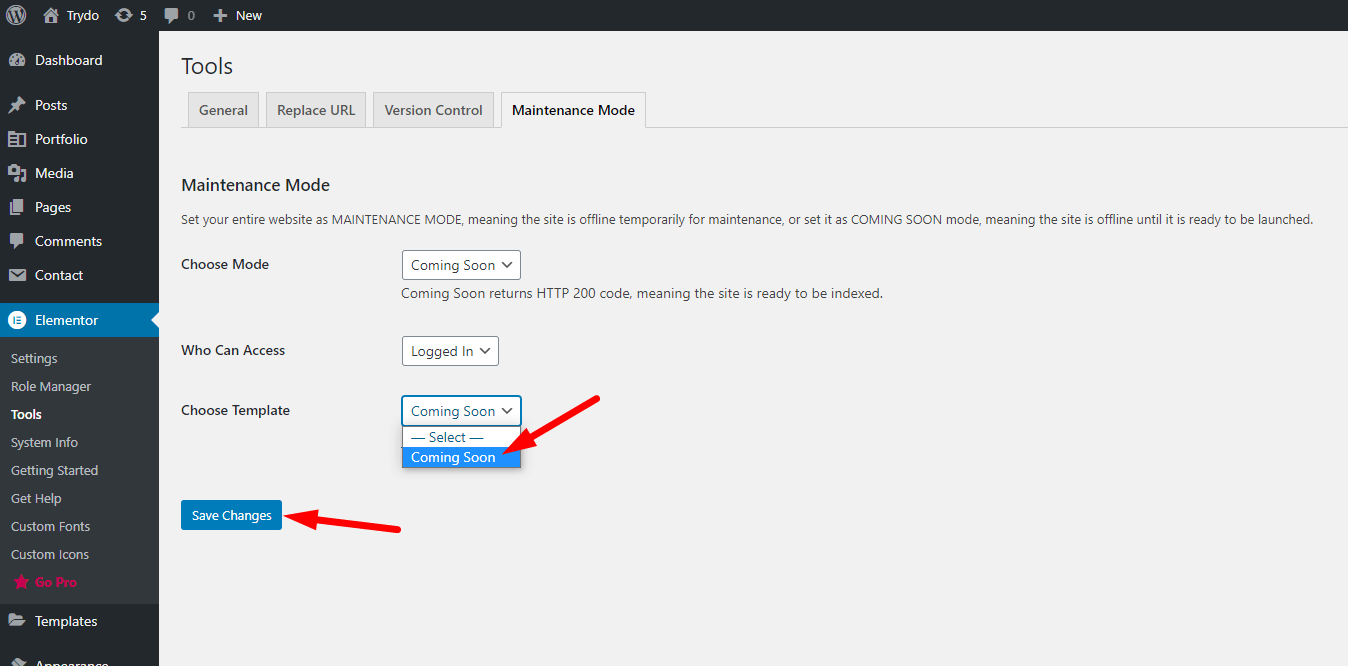 Trydo 5 0 New
Dashboard
Posts
Portfolio
Media
Pages
Comments
Contact
Elementor
Settings
Role Manager
Tools
System Info
Getting Started
Get Help
Custom Fonts
Custom Icons
Go Pro
Templates
Appearance
Tools
General Replace URL Version Control Maintenance Mode
Maintenance Mode
Set your entire website as MAINTENANCE MODE, meaning the site is offline temporarily for maintenance, or set it as COMING SOON mode, meaning the site is offline until it is ready to be launched.
Choose Mode Coming Soon
Coming Soon returns HTTP 200 code, meaning the site is ready to be indexed.
Who Can Access Logged In
Choose Template Coming Soon
— Select —
Coming Soon
Save Changes